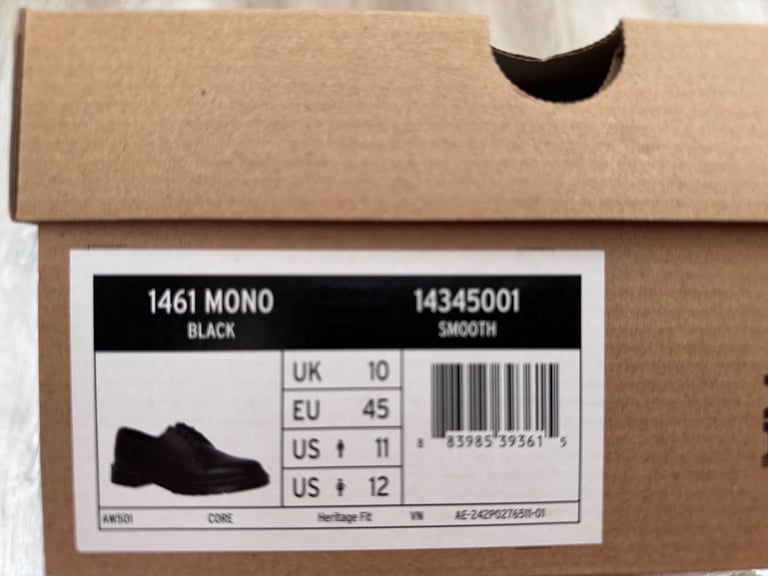 1461 MONO
BLACK
14345001
SMOOTH
UK 10
EU 45
US 11
US 12
8 83985 39361 5
AW501 CORE Heritage Fit VN AE-242P0276511-01